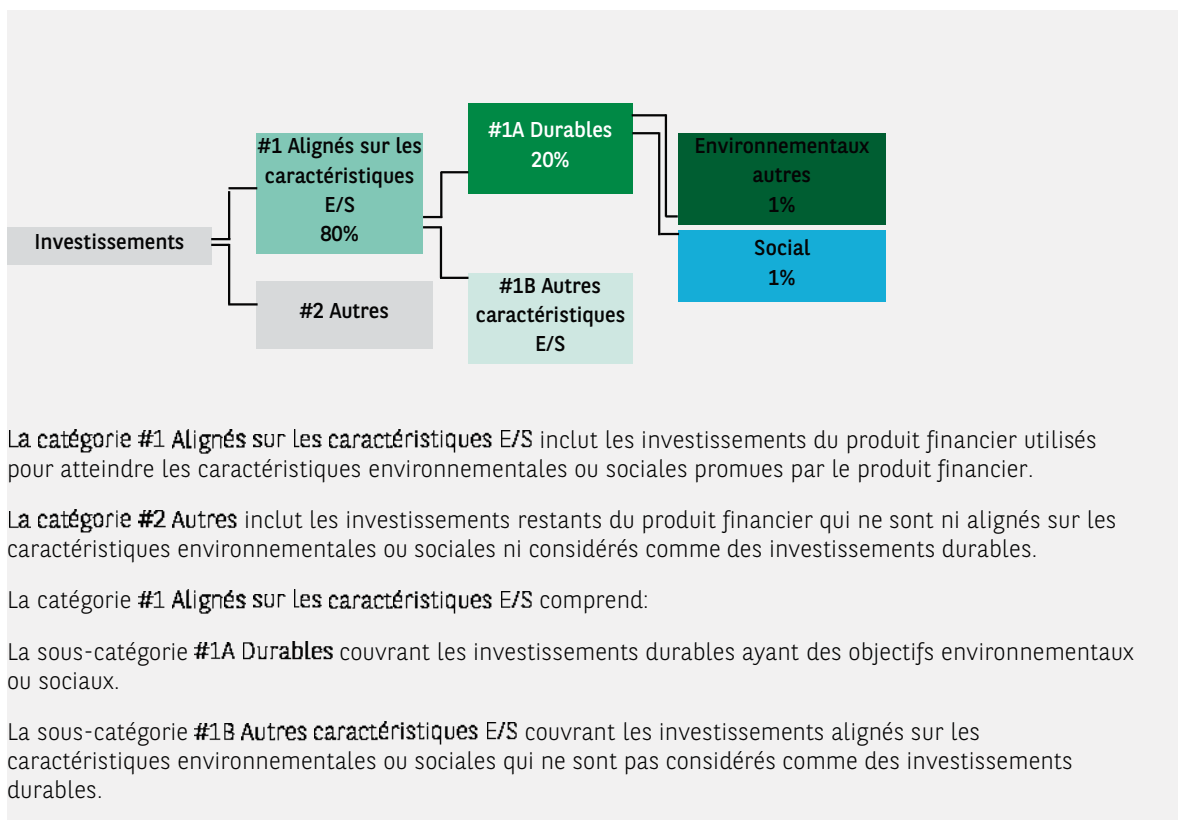 #1A Durables
20%
#1 Alignés sur les
caractéristiques
E/S
80%
Environnementaux
autres
1%
Investissements
Social
1%
#2 Autres
#1B Autres
caractéristiques
E/S
La catégorie #1 Alignés sur les caractéristiques E/S inclut les investissements du produit financier utilisés
pour atteindre les caractéristiques environnementales ou sociales promues par le produit financier.
La catégorie #2 Autres inclut les investissements restants du produit financier qui ne sont ni alignés sur les
caractéristiques environnementales ou sociales ni considérés comme des investissements durables.
La catégorie #1 Alignés sur les caractéristiques E/S comprend:
La sous-catégorie #1A Durables couvrant les investissements durables ayant des objectifs environnementaux
ou sociaux.
La sous-catégorie #1B Autres caractéristiques E/S couvrant les investissements alignés sur les
caractéristiques environnementales ou sociales qui ne sont pas considérés comme des investissements
durables.